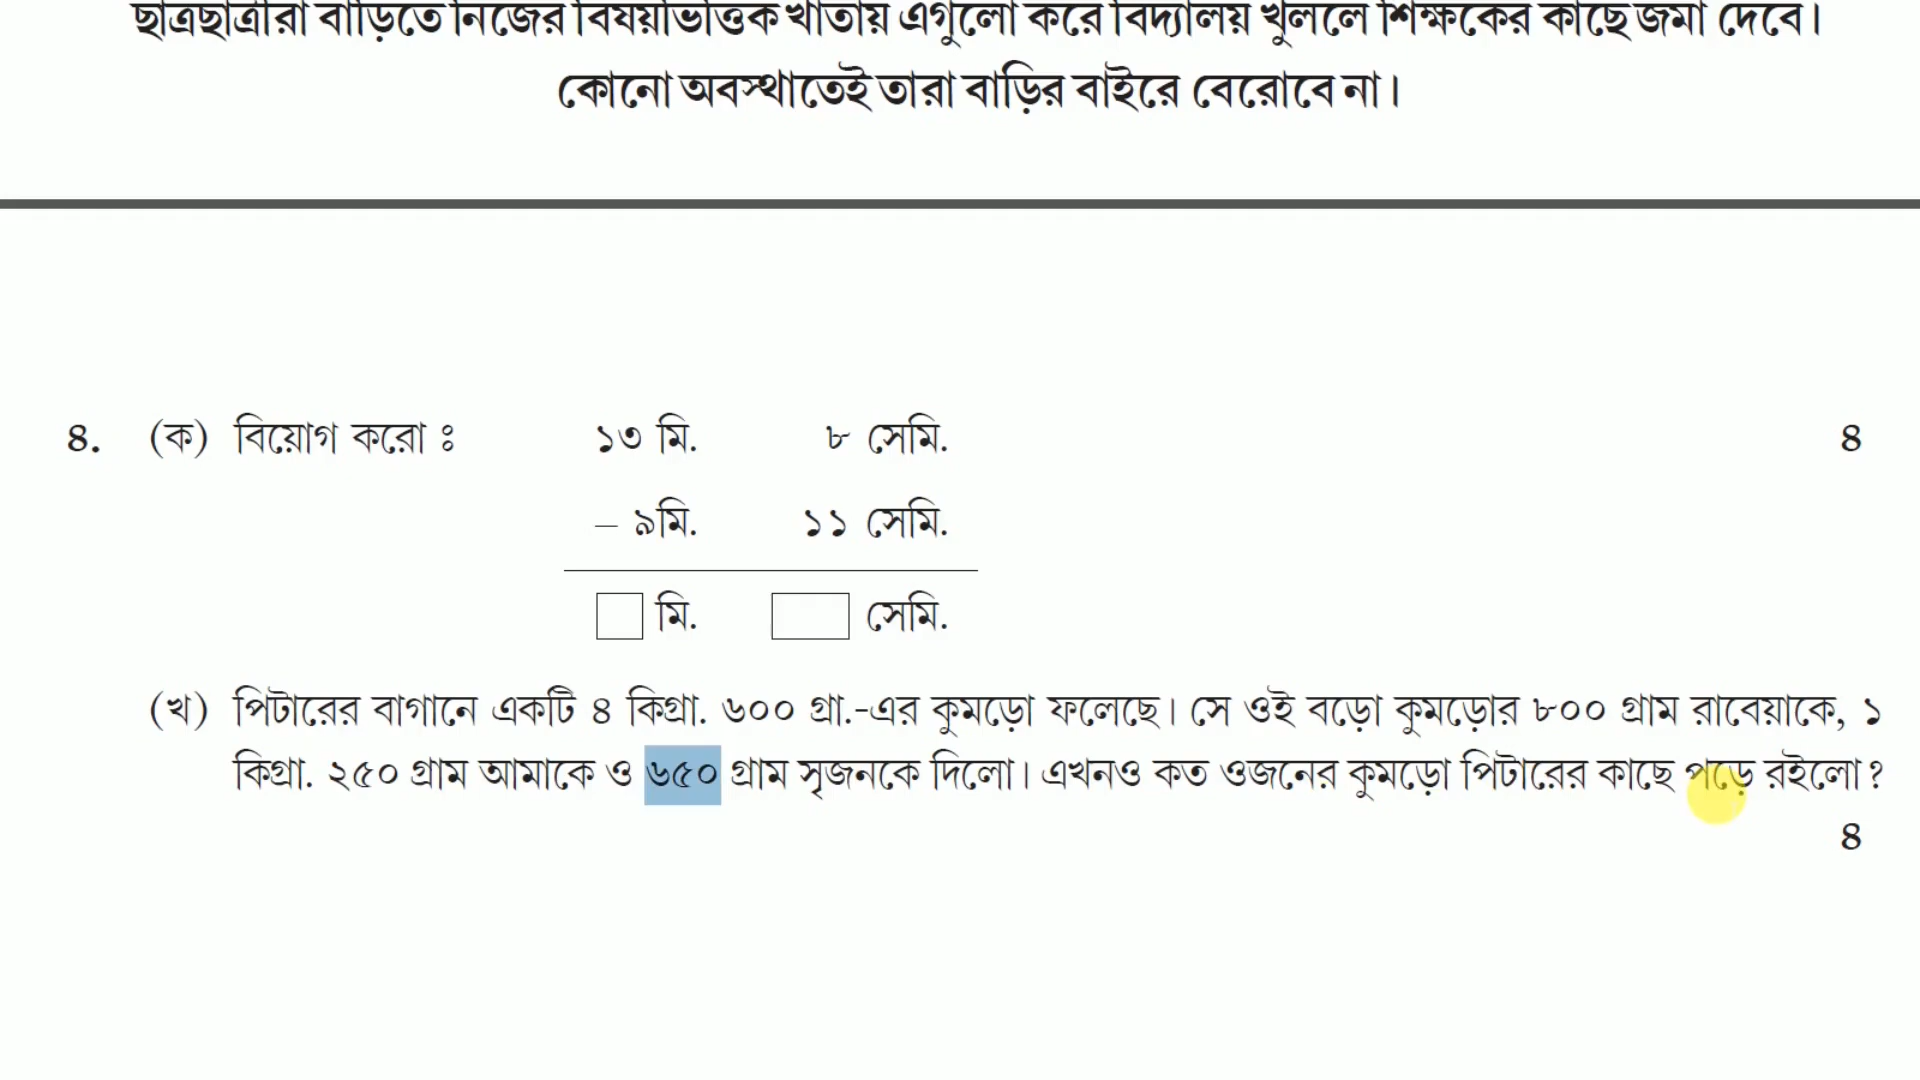 ছাত্রছাত্রীরা বাড়িতে নিজের বিষয়ভিত্তিক খাতায় এগুলো করে বিদ্যালয় খুললে শিক্ষকের কাছে জমা দেবে।
কোনো অবস্থাতেই তারা বাড়ির বাইরে বেরোবে না।
৪. (ক) বিয়োগ করো ঃ ১৩ মি. ৮ সেমি. ৪
– ৯মি. ১১ সেমি.
মি. সেমি.
(খ) পিটারের বাগানে একটি ৪ কিগ্রা. ৬০০ গ্রা.-এর কুমড়ো ফলেছে। সে ওই বড়ো কুমড়োর ৮০০ গ্রাম রাবেয়াকে, ১
কিগ্রা. ২৫০ গ্রাম আমাকে ও ৬৫০ গ্রাম সৃজনকে দিলো। এখনও কত ওজনের কুমড়ো পিটারের কাছে পড়ে রইলো?
৪